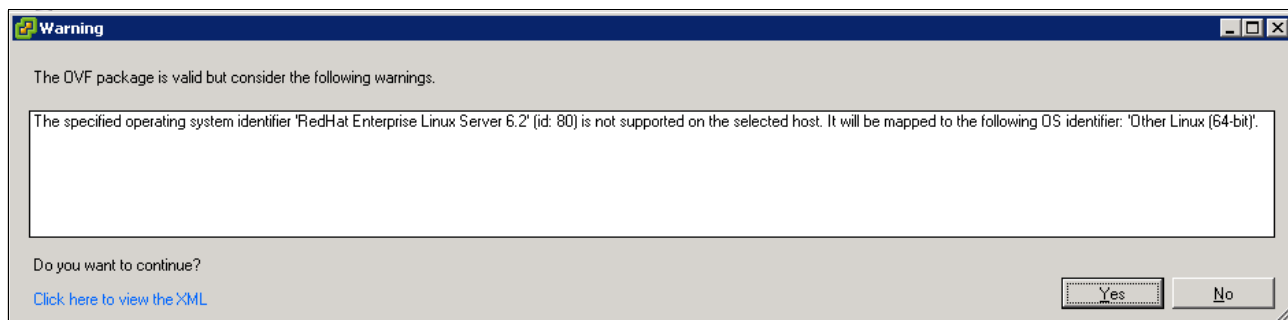 Warning
The OVF package is valid but consider the following warnings.
The specified operating system identifier 'RedHat Enterprise Linux Server 6.2' (id: 80) is not supported on the selected host. It will be mapped to the following OS identifier: 'Other Linux (64-bit)'.
Do you want to continue?
Click here to view the XML
Yes
No